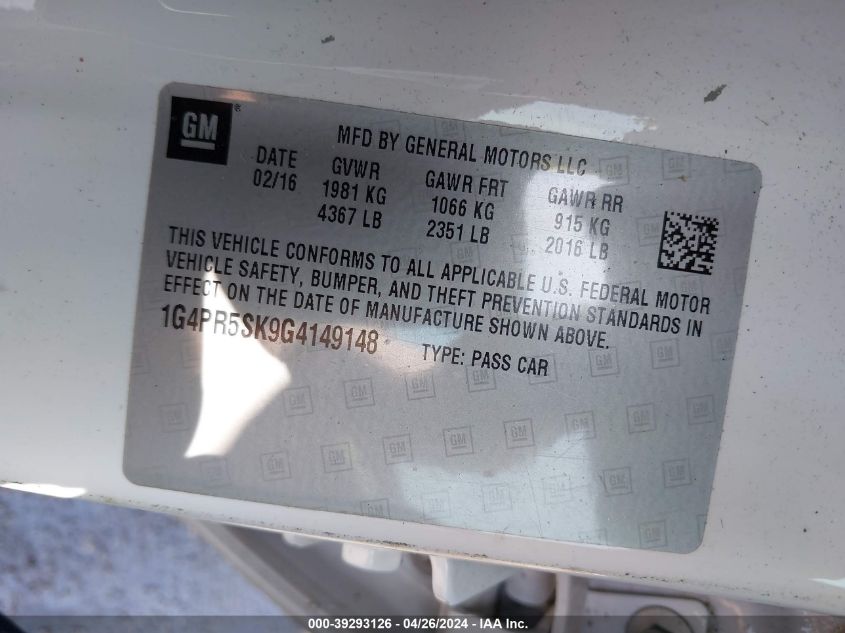 GM
MFD BY GENERAL MOTORS LLC
DATE GVWR GAWR FRT GAWR RR
02/16 1981 KG 1066 KG 915 KG
4367 LB 2351 LB 2016 LB
THIS VEHICLE CONFORMS TO ALL APPLICABLE U.S. FEDERAL MOTOR
VEHICLE SAFETY, BUMPER, AND THEFT PREVENTION STANDARDS IN
EFFECT ON THE DATE OF MANUFACTURE SHOWN ABOVE.
1G4PR5SK9G4149148 TYPE: PASS CAR
000-39293126 - 04/26/2024 - IAA Inc.